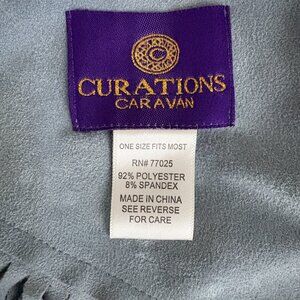 CURATIONS
CARAVAN
ONE SIZE FITS MOST
RN# 77025
92% POLYESTER
8% SPANDEX
MADE IN CHINA
SEE REVERSE
FOR CARE